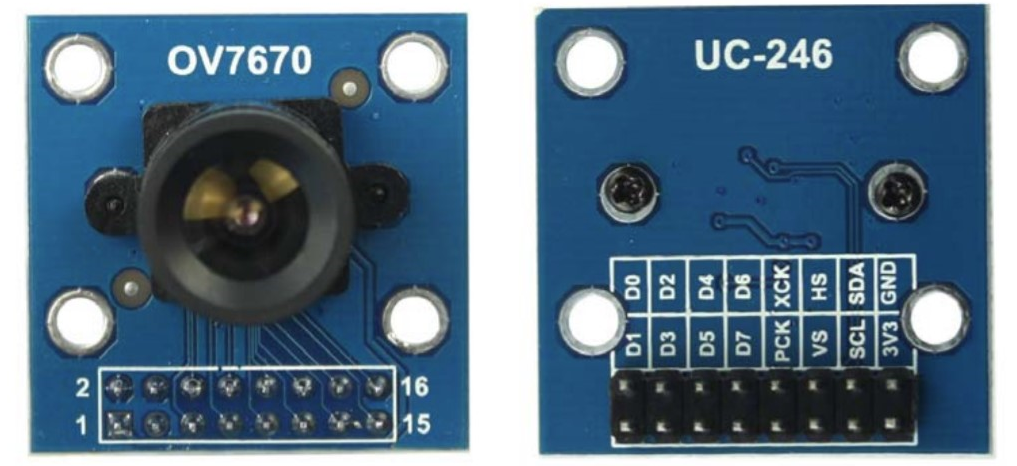 OV7670
2 16
1 15
UC-246
D0 D2 D4 D6 XCK HS SDA GND
D1 D3 D5 D7 PCK VS SCL 3V3